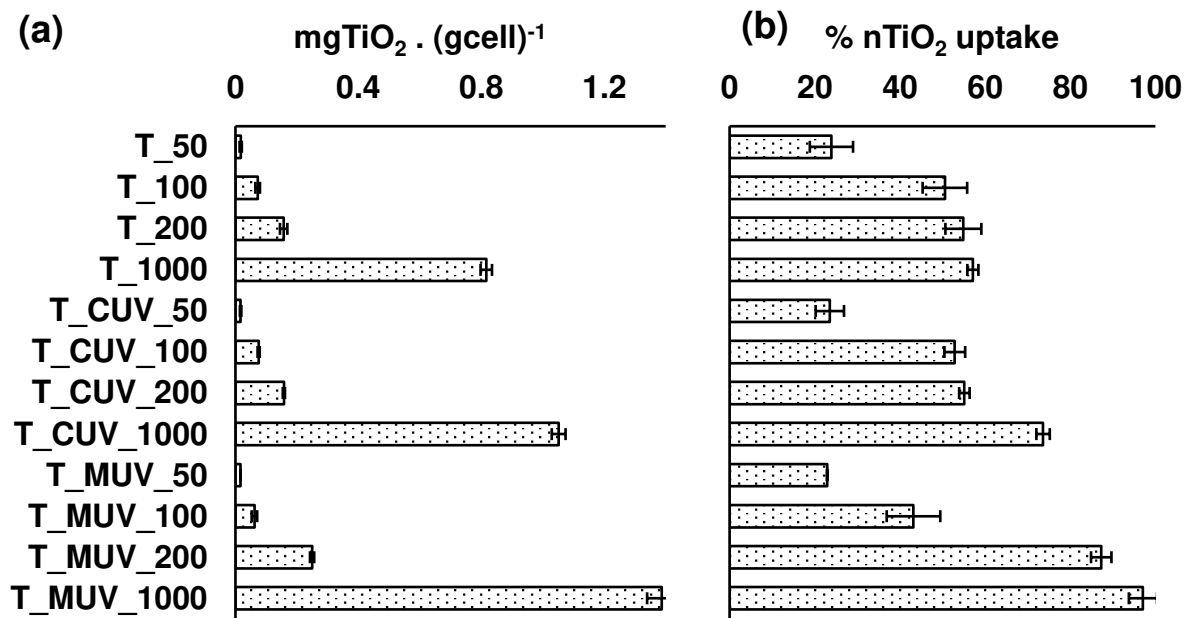 (a) mgTiO₂ . (gcell)⁻¹
0 0.4 0.8 1.2
(b) % nTiO₂ uptake
0 20 40 60 80 100
T_50
T_100
T_200
T_1000
T_CUV_50
T_CUV_100
T_CUV_200
T_CUV_1000
T_MUV_50
T_MUV_100
T_MUV_200
T_MUV_1000